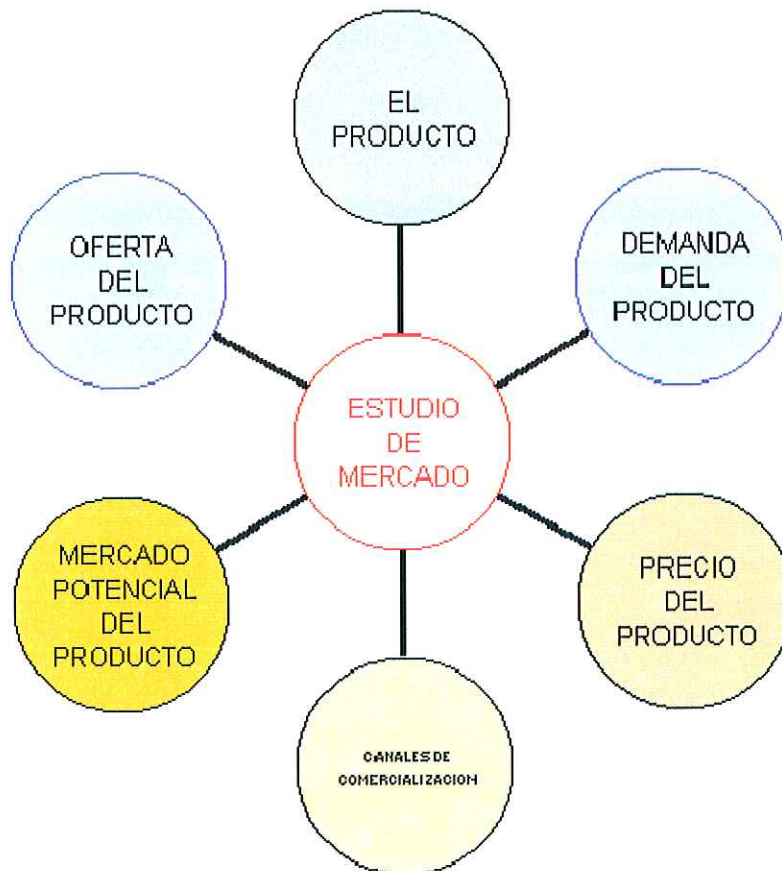 EL
PRODUCTO
OFERTA
DEL
PRODUCTO
DEMANDA
DEL
PRODUCTO
ESTUDIO
DE
MERCADO
MERCADO
POTENCIAL
DEL
PRODUCTO
PRECIO
DEL
PRODUCTO
CANALES DE
COMERCIALIZACION